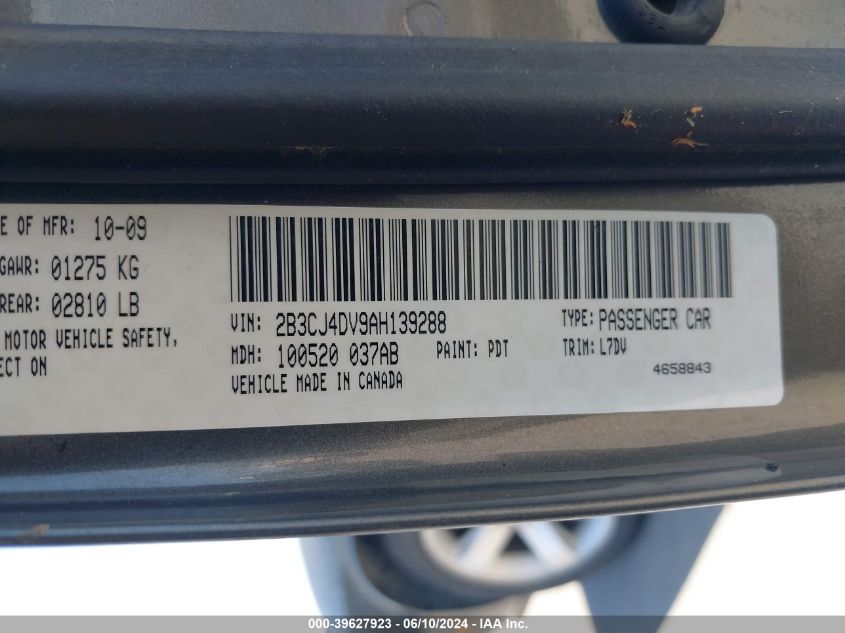 E OF MFR: 10-09
GAWR: 01275 KG
REAR: 02810 LB
MOTOR VEHICLE SAFETY,
ECT ON
VIN: 2B3CJ4DV9AH139288
TYPE: PASSENGER CAR
MDH: 100520 037AB
PAINT: PDT
TRIM: L7DV
VEHICLE MADE IN CANADA
4658843
000-39627923 - 06/10/2024 - IAA Inc.